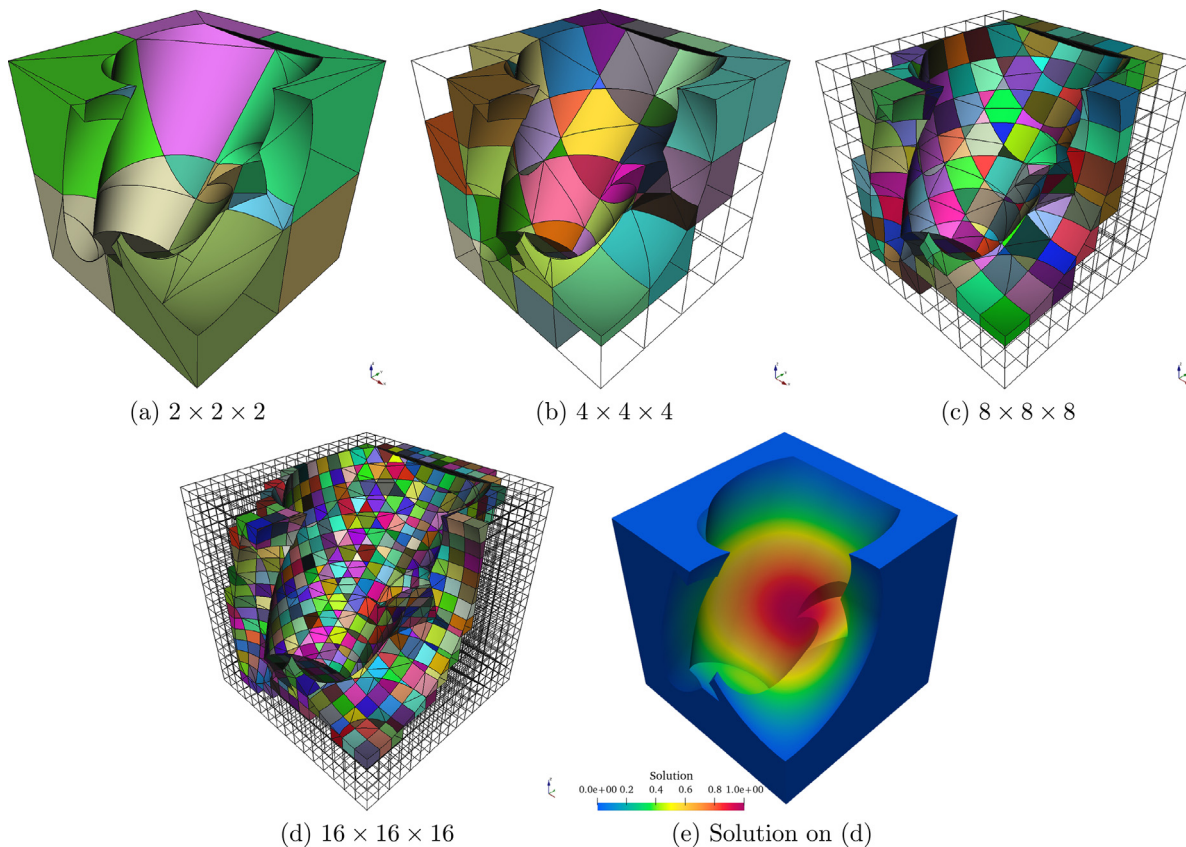 (a) 2 × 2 × 2
(b) 4 × 4 × 4
(c) 8 × 8 × 8
Solution
0.0e+00 0.2 0.4 0.6 0.8 1.0e+00
(d) 16 × 16 × 16
(e) Solution on (d)